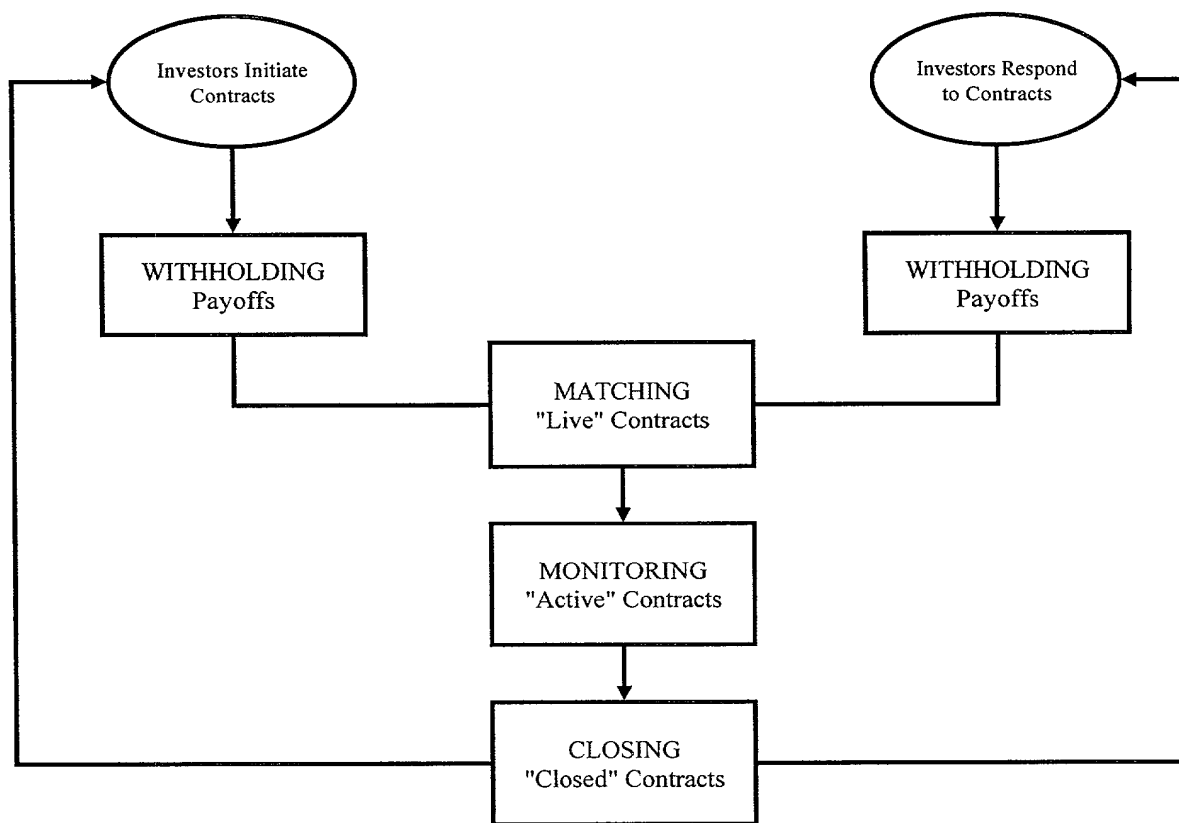 Investors Initiate
Contracts
Investors Respond
to Contracts
WITHHOLDING
Payoffs
WITHHOLDING
Payoffs
MATCHING
"Live" Contracts
MONITORING
"Active" Contracts
CLOSING
"Closed" Contracts